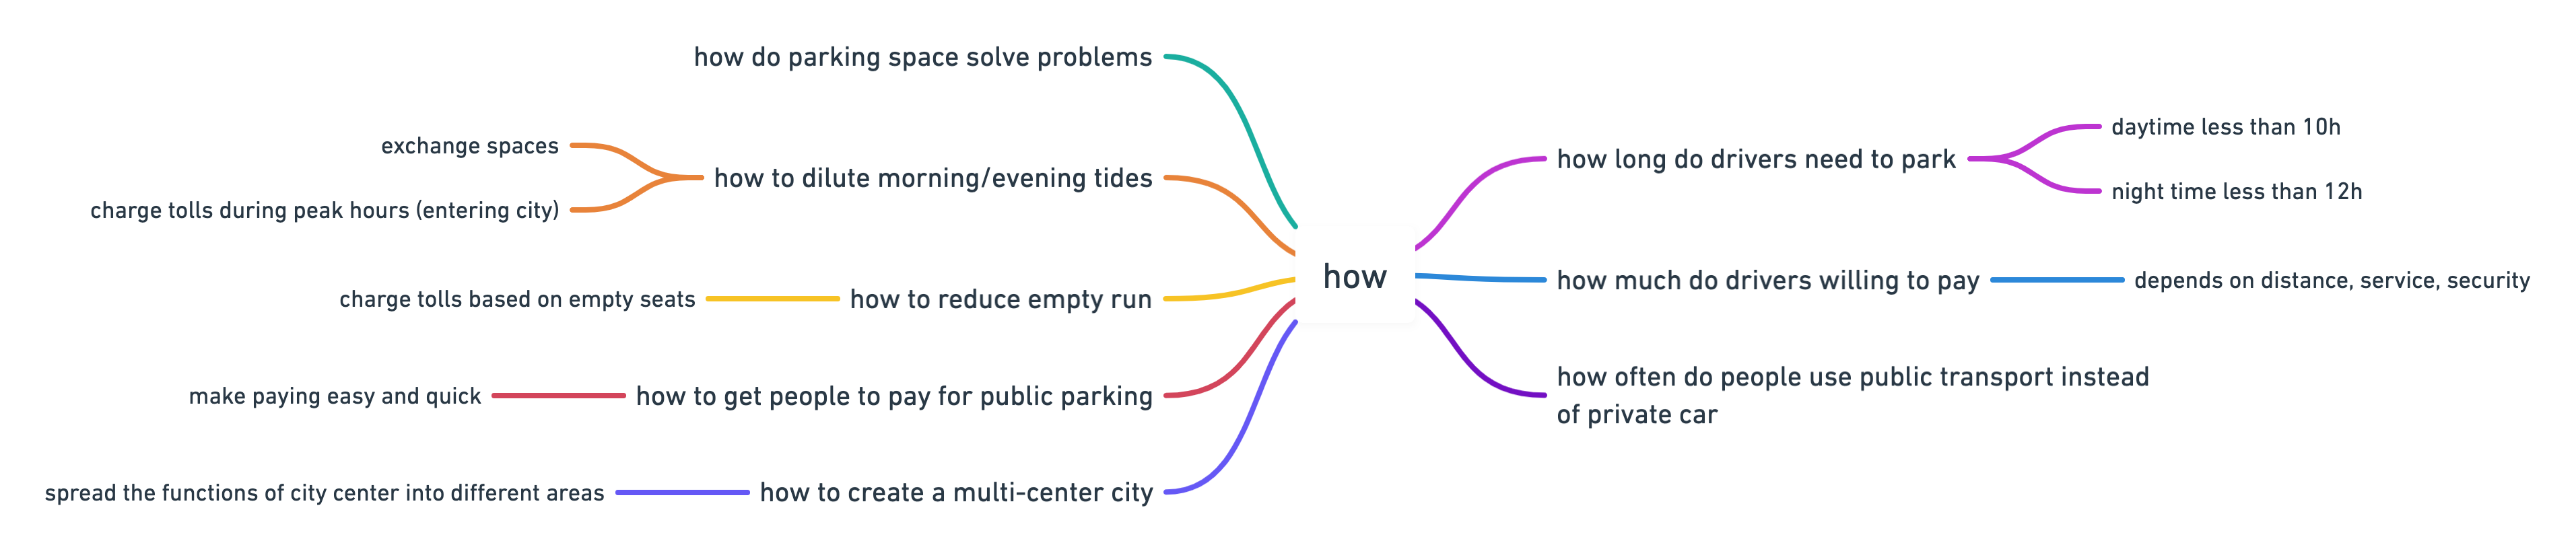 how do parking space solve problems
exchange spaces
charge tolls during peak hours (entering city)
how to dilute morning/evening tides
charge tolls based on empty seats
how to reduce empty run
make paying easy and quick
how to get people to pay for public parking
spread the functions of city center into different areas
how to create a multi-center city
how
how long do drivers need to park
daytime less than 10h
night time less than 12h
how much do drivers willing to pay
depends on distance, service, security
how often do people use public transport instead
of private car